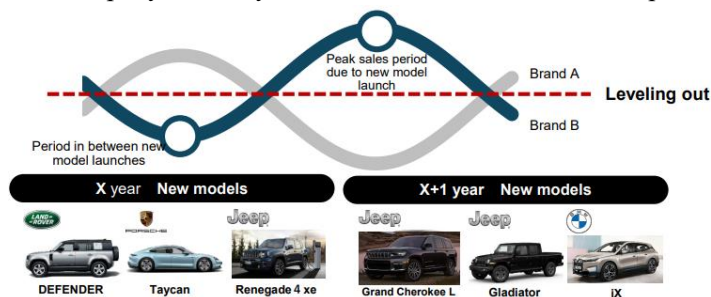 Peak sales period
due to new model
launch
Brand A
Leveling out
Brand B
Period in between new
model launches
X year New models
X+1 year New models
LAND-
ROVER
PORSCHE
Jeep
Jeep
Jeep
BMW
DEFENDER
Taycan
Renegade 4 xe
Grand Cherokee L
Gladiator
iX